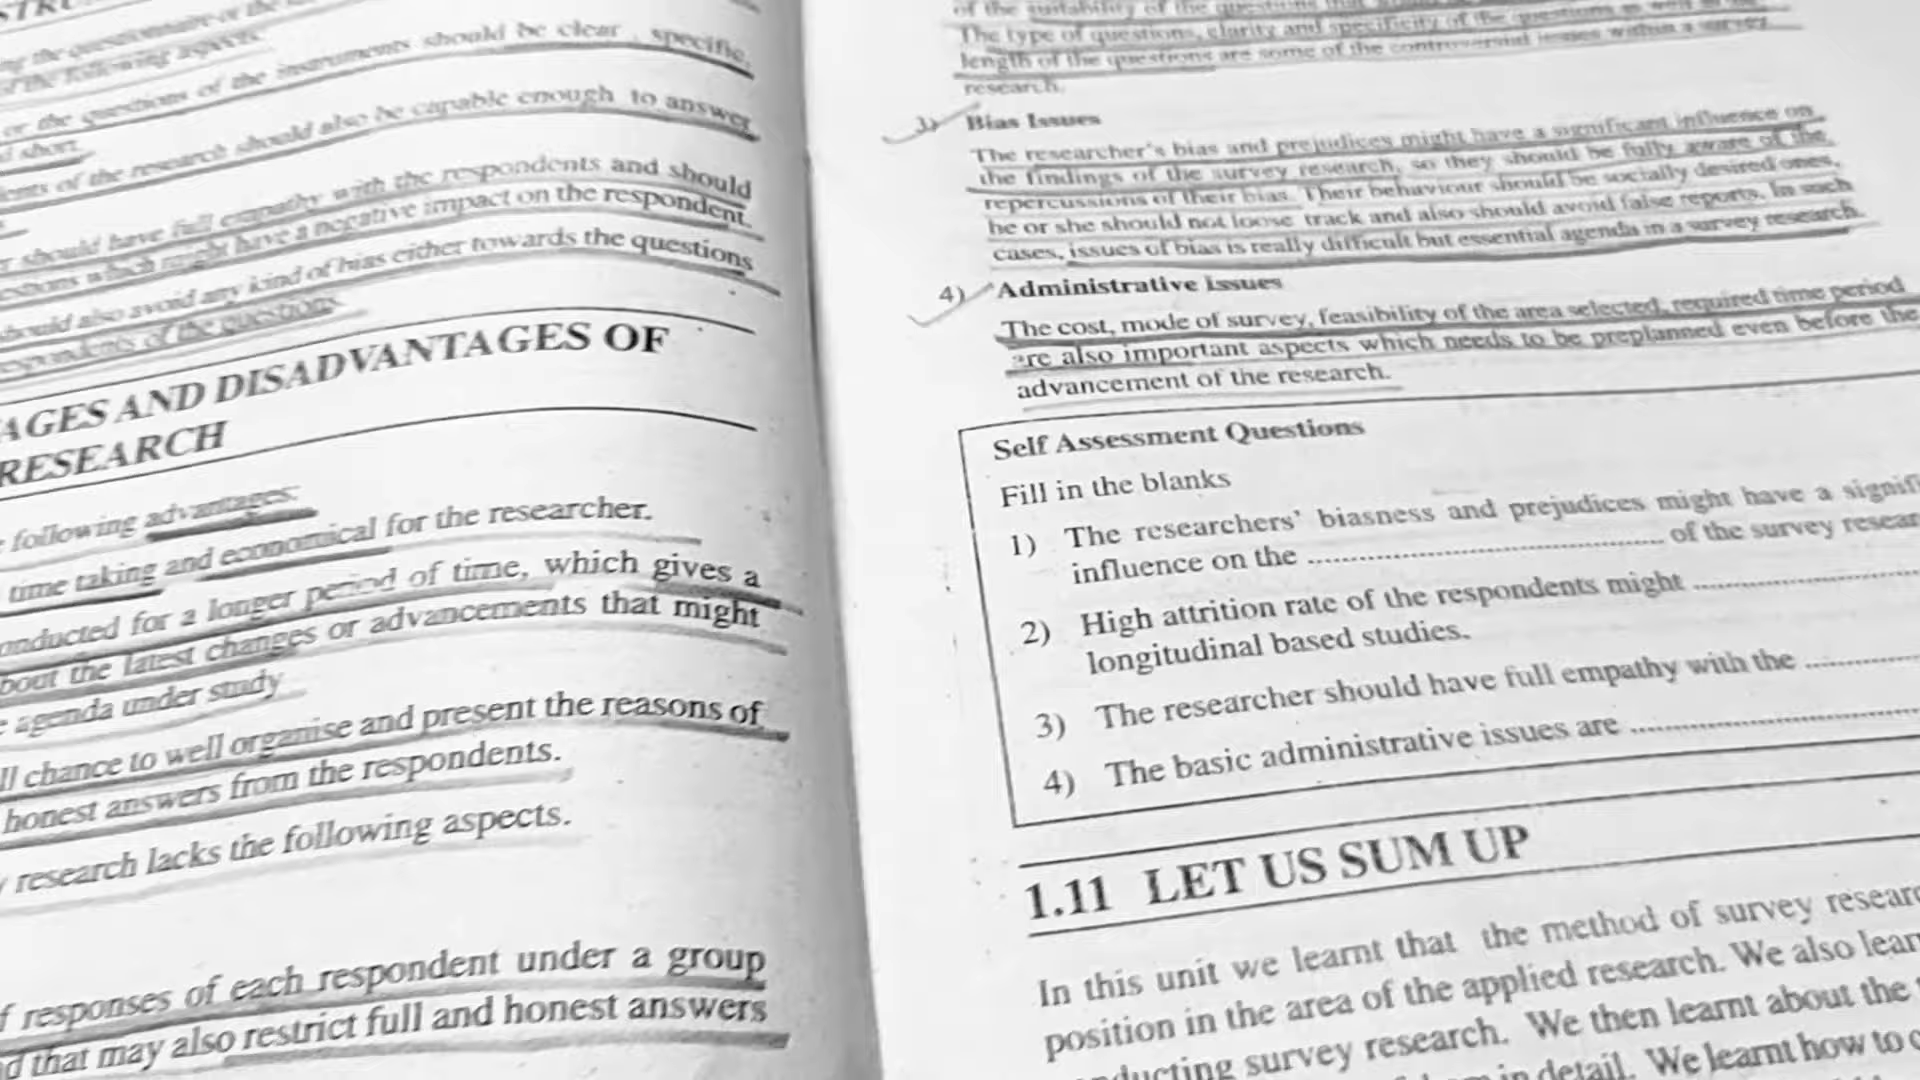 or the questions of the instruments should be clear, specific,
d short.
ients of the research should also be capable enough to answer
r should have full empathy with the respondents and should
estions which might have a negative impact on the respondent.
hould also avoid any kind of bias either towards the questions
espondents of the questions.
AGES AND DISADVANTAGES OF
RESEARCH
following advantages:
time taking and economical for the researcher.
onducted for a longer period of time, which gives a
bout the latest changes or advancements that might
e agenda under study
ll chance to well organise and present the reasons of
honest answers from the respondents.
research lacks the following aspects.
f responses of each respondent under a group
d that may also restrict full and honest answers
of the suitability of the questions that
The type of questions, clarity and specificity of the questions as well as the
length of the questions are some of the controversial issues within a survey
research.
3) Bias Issues
The researcher's bias and prejudices might have a significant influence on
the findings of the survey research, so they should be fully aware of the
repercussions of their bias. Their behaviour should be socially desired ones,
he or she should not loose track and also should avoid false reports. In such
cases, issues of bias is really difficult but essential agenda in a survey research.
4) Administrative Issues
The cost, mode of survey, feasibility of the area selected, required time period
are also important aspects which needs to be preplanned even before the
advancement of the research.
Self Assessment Questions
Fill in the blanks
1) The researchers' biasness and prejudices might have a signifi
influence on the .......................................... of the survey resear
2) High attrition rate of the respondents might ..............................
longitudinal based studies.
3) The researcher should have full empathy with the ...............
4) The basic administrative issues are .......................................
1.11 LET US SUM UP
In this unit we learnt that the method of survey resear
position in the area of the applied research. We also lear
conducting survey research. We then learnt about the
in detail. We learnt how to